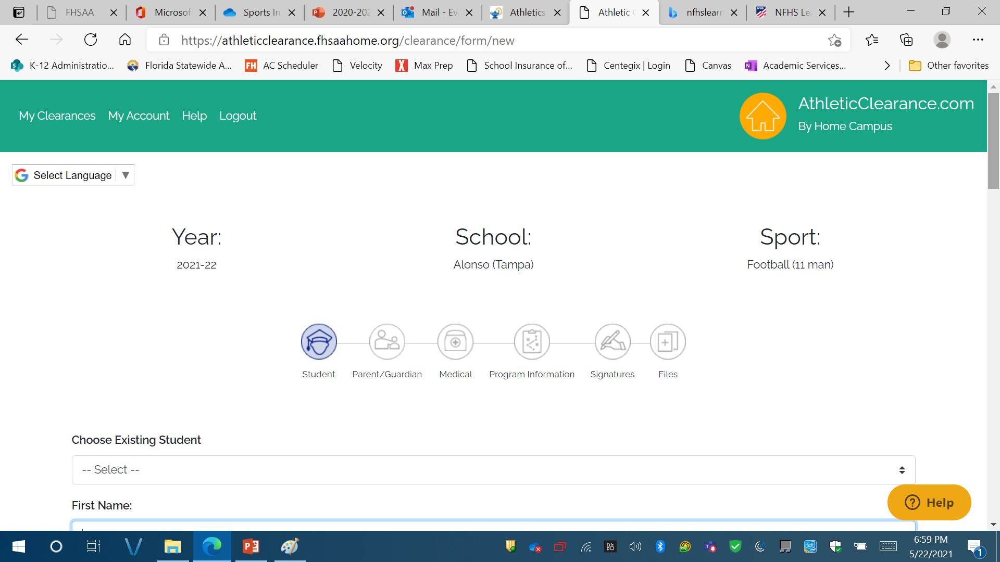 FHSAA
Microsof
Sports In
2020-202
Mail - Ev
Athletics
Athletic C
nfhslearn
NFHS Le
https://athleticclearance.fhsaahome.org/clearance/form/new
K-12 Administratio...
Florida Statewide A...
FH AC Scheduler
Velocity
Max Prep
School Insurance of...
Centegix | Login
Canvas
Academic Services...
Other favorites
My Clearances
My Account
Help
Logout
AthleticClearance.com
By Home Campus
Select Language
Year:
School:
Sport:
2021-22
Alonso (Tampa)
Football (11 man)
Student
Parent/Guardian
Medical
Program Information
Signatures
Files
Choose Existing Student
-- Select --
First Name:
Help
6:59 PM
5/22/2021
1